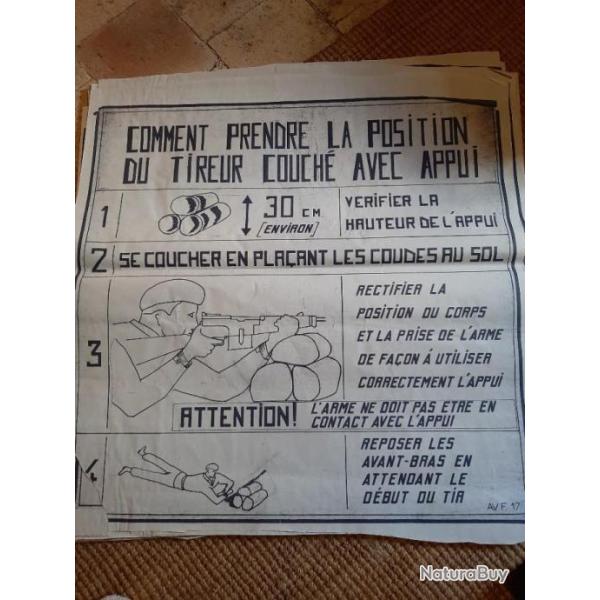 COMMENT PRENDRE LA POSITION
DU TIREUR COUCHÉ AVEC APPUI
1
30 CM
(ENVIRON)
VERIFIER LA
HAUTEUR DE L'APPUI
2 SE COUCHER EN PLAÇANT LES COUDES AU SOL
3
RECTIFIER LA
POSITION DU CORPS
ET LA PRISE DE L'ARME
DE FAÇON À UTILISER
CORRECTEMENT L'APPUI
ATTENTION! L'ARME NE DOIT PAS ETRE EN
CONTACT AVEC L'APPUI
4
REPOSER LES
AVANT-BRAS EN
ATTENDANT LE
DÉBUT DU TIR
AV.F. 17
NaturaBuy